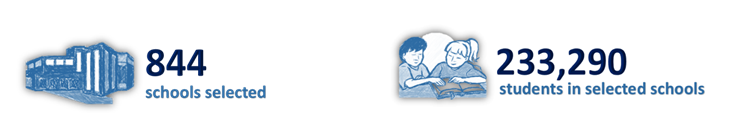 844
schools selected
233,290
students in selected schools